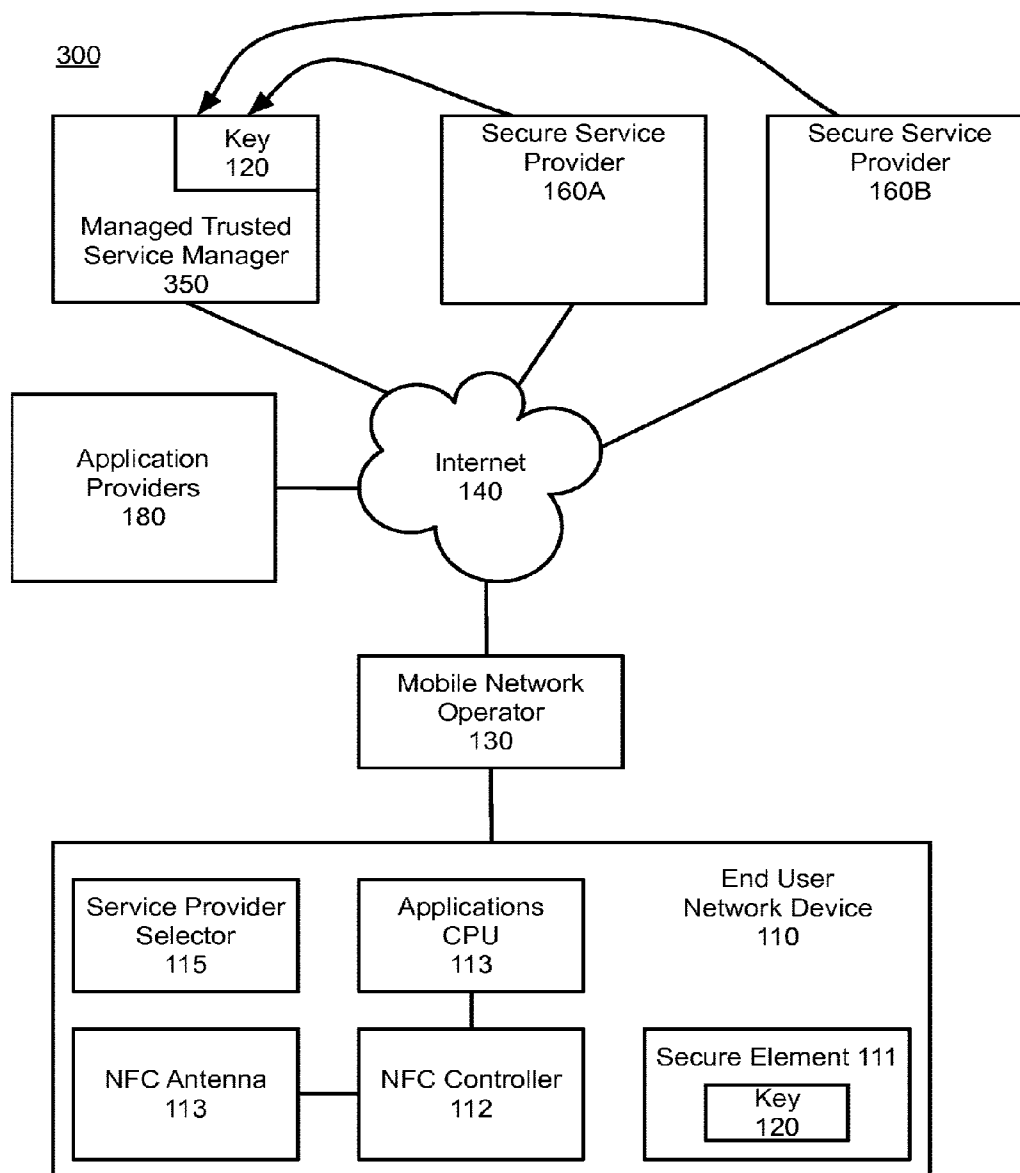 300
Key
120
Managed Trusted
Service Manager
350
Secure Service
Provider
160A
Secure Service
Provider
160B
Application
Providers
180
Internet
140
Mobile Network
Operator
130
End User
Network Device
110
Service Provider
Selector
115
Applications
CPU
113
NFC Antenna
113
NFC Controller
112
Secure Element 111
Key
120